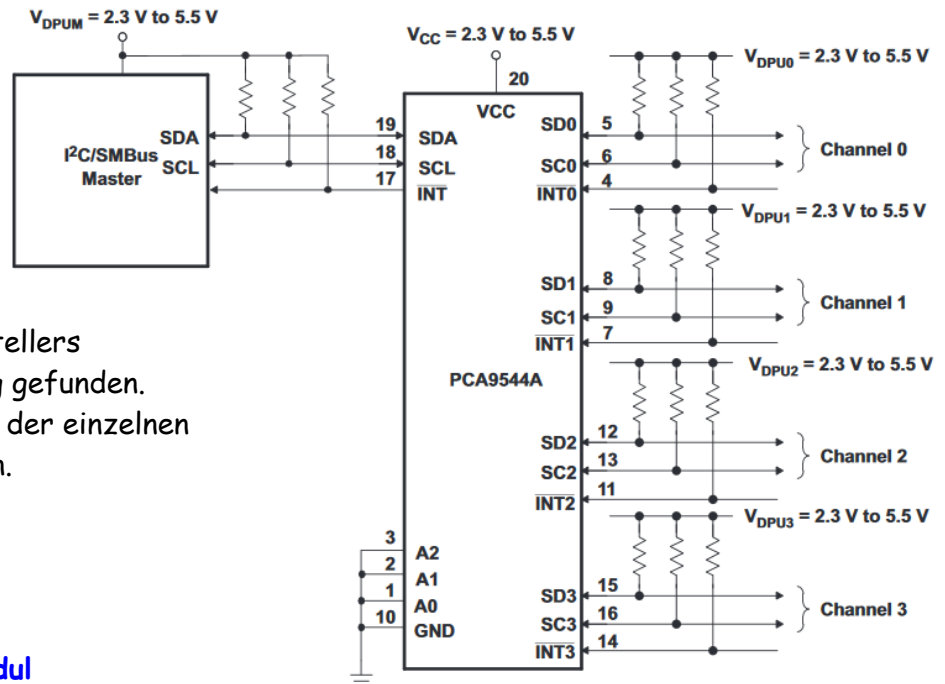 V_DPUM = 2.3 V to 5.5 V
V_CC = 2.3 V to 5.5 V
V_DPU0 = 2.3 V to 5.5 V
20
VCC
I²C/SMBus
Master
SDA
SCL
19
18
17
SDA
SCL
INT
SD0
SC0
INT0
5
6
4
Channel 0
V_DPU1 = 2.3 V to 5.5 V
SD1
SC1
INT1
8
9
7
Channel 1
gefunden.
der einzelnen
PCA9544A
V_DPU2 = 2.3 V to 5.5 V
SD2
SC2
INT2
12
13
11
Channel 2
V_DPU3 = 2.3 V to 5.5 V
3
2
1
10
A2
A1
A0
GND
SD3
SC3
INT3
15
16
14
Channel 3